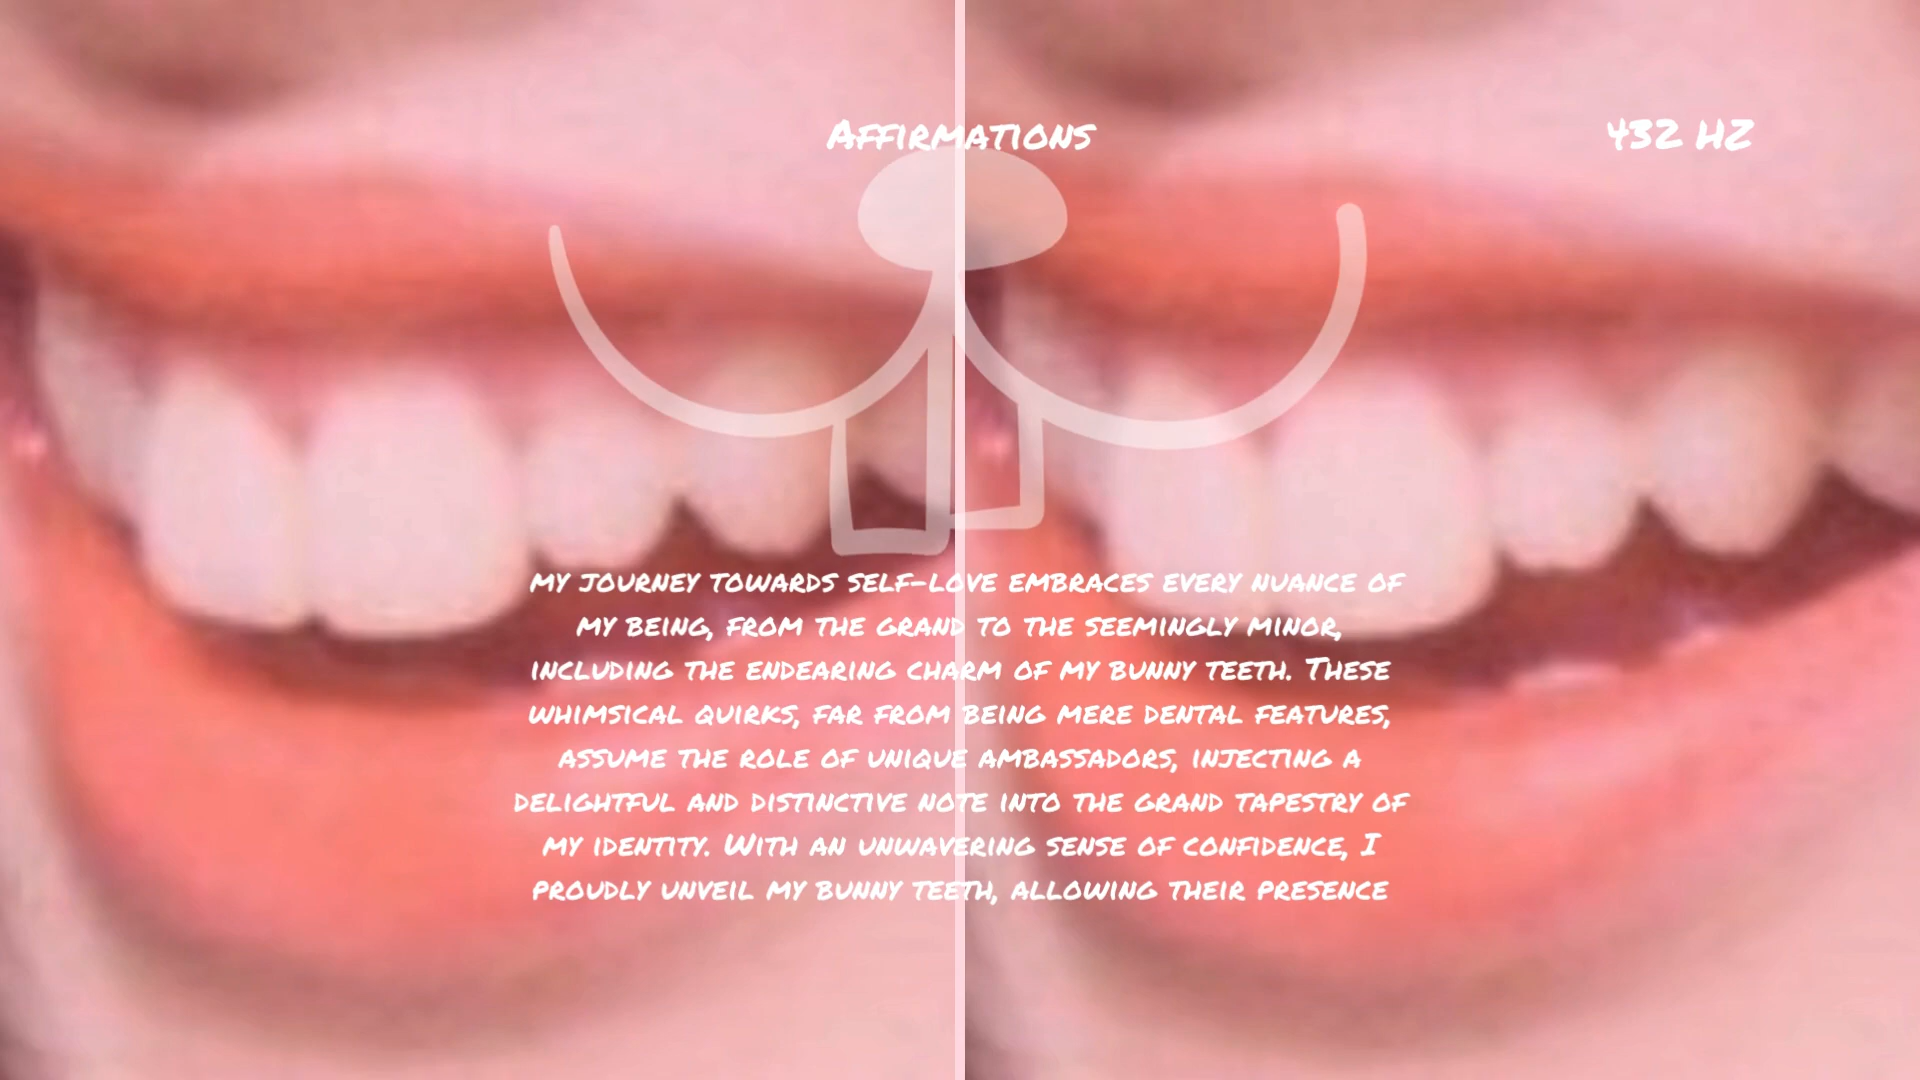 Affirmations
432 Hz
my journey towards self-love embraces every nuance of
my being, from the grand to the seemingly minor,
including the endearing charm of my bunny teeth. These
whimsical quirks, far from being mere dental features,
assume the role of unique ambassadors, injecting a
delightful and distinctive note into the grand tapestry of
my identity. With an unwavering sense of confidence, I
proudly unveil my bunny teeth, allowing their presence